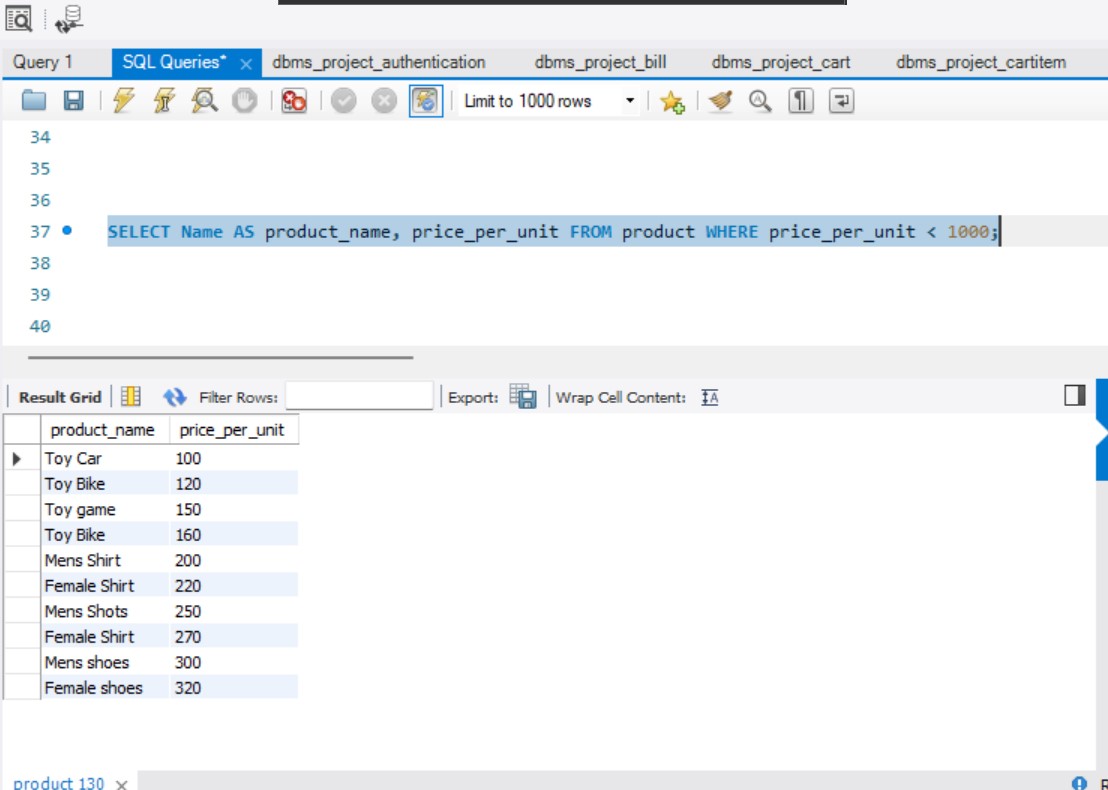 Query 1 SQL Queries* dbms_project_authentication dbms_project_bill dbms_project_cart dbms_project_cartitem
Limit to 1000 rows
34
35
36
37 SELECT Name AS product_name, price_per_unit FROM product WHERE price_per_unit < 1000;
38
39
40
Result Grid Filter Rows: Export: Wrap Cell Content:
product_name price_per_unit
Toy Car 100
Toy Bike 120
Toy game 150
Toy Bike 160
Mens Shirt 200
Female Shirt 220
Mens Shots 250
Female Shirt 270
Mens shoes 300
Female shoes 320
product 130